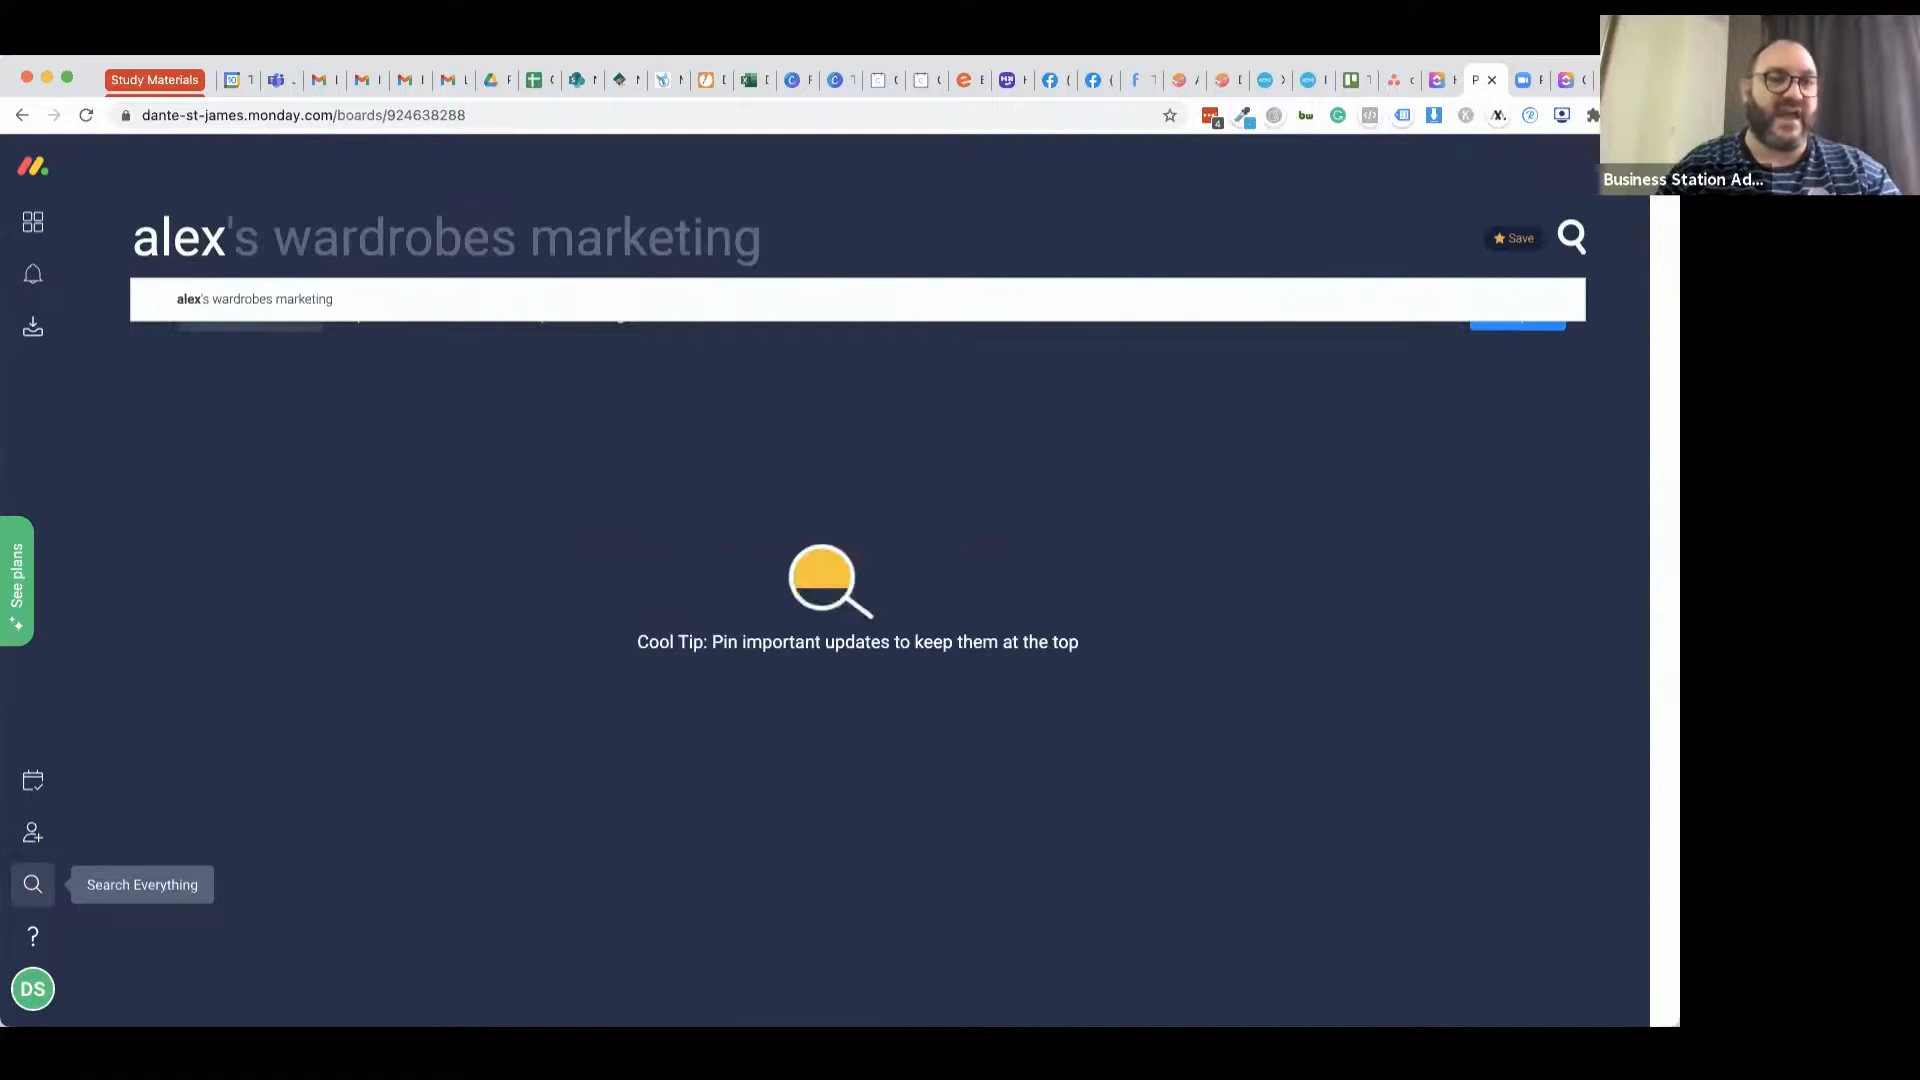 Study Materials
dante-st-james.monday.com/boards/924638288
Business Station Ad...
alex's wardrobes marketing
Save
alex's wardrobes marketing
See plans
Cool Tip: Pin important updates to keep them at the top
Search Everything
?
DS